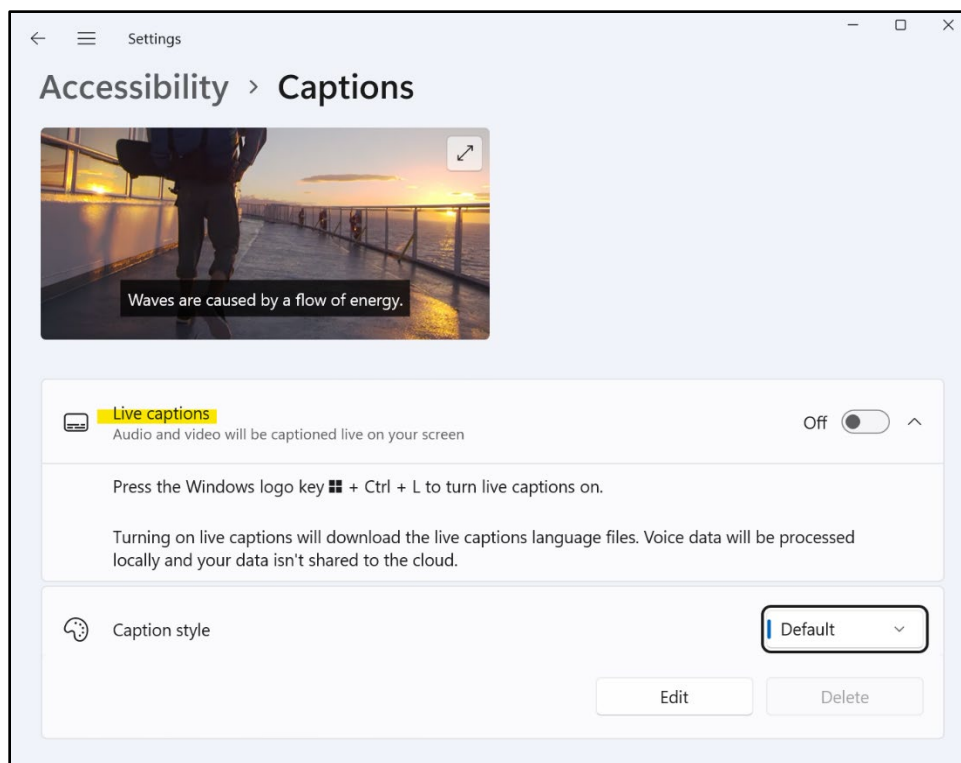 Settings
Accessibility > Captions
Waves are caused by a flow of energy.
Live captions
Audio and video will be captioned live on your screen
Off
Press the Windows logo key + Ctrl + L to turn live captions on.
Turning on live captions will download the live captions language files. Voice data will be processed
locally and your data isn't shared to the cloud.
Caption style
Default
Edit
Delete